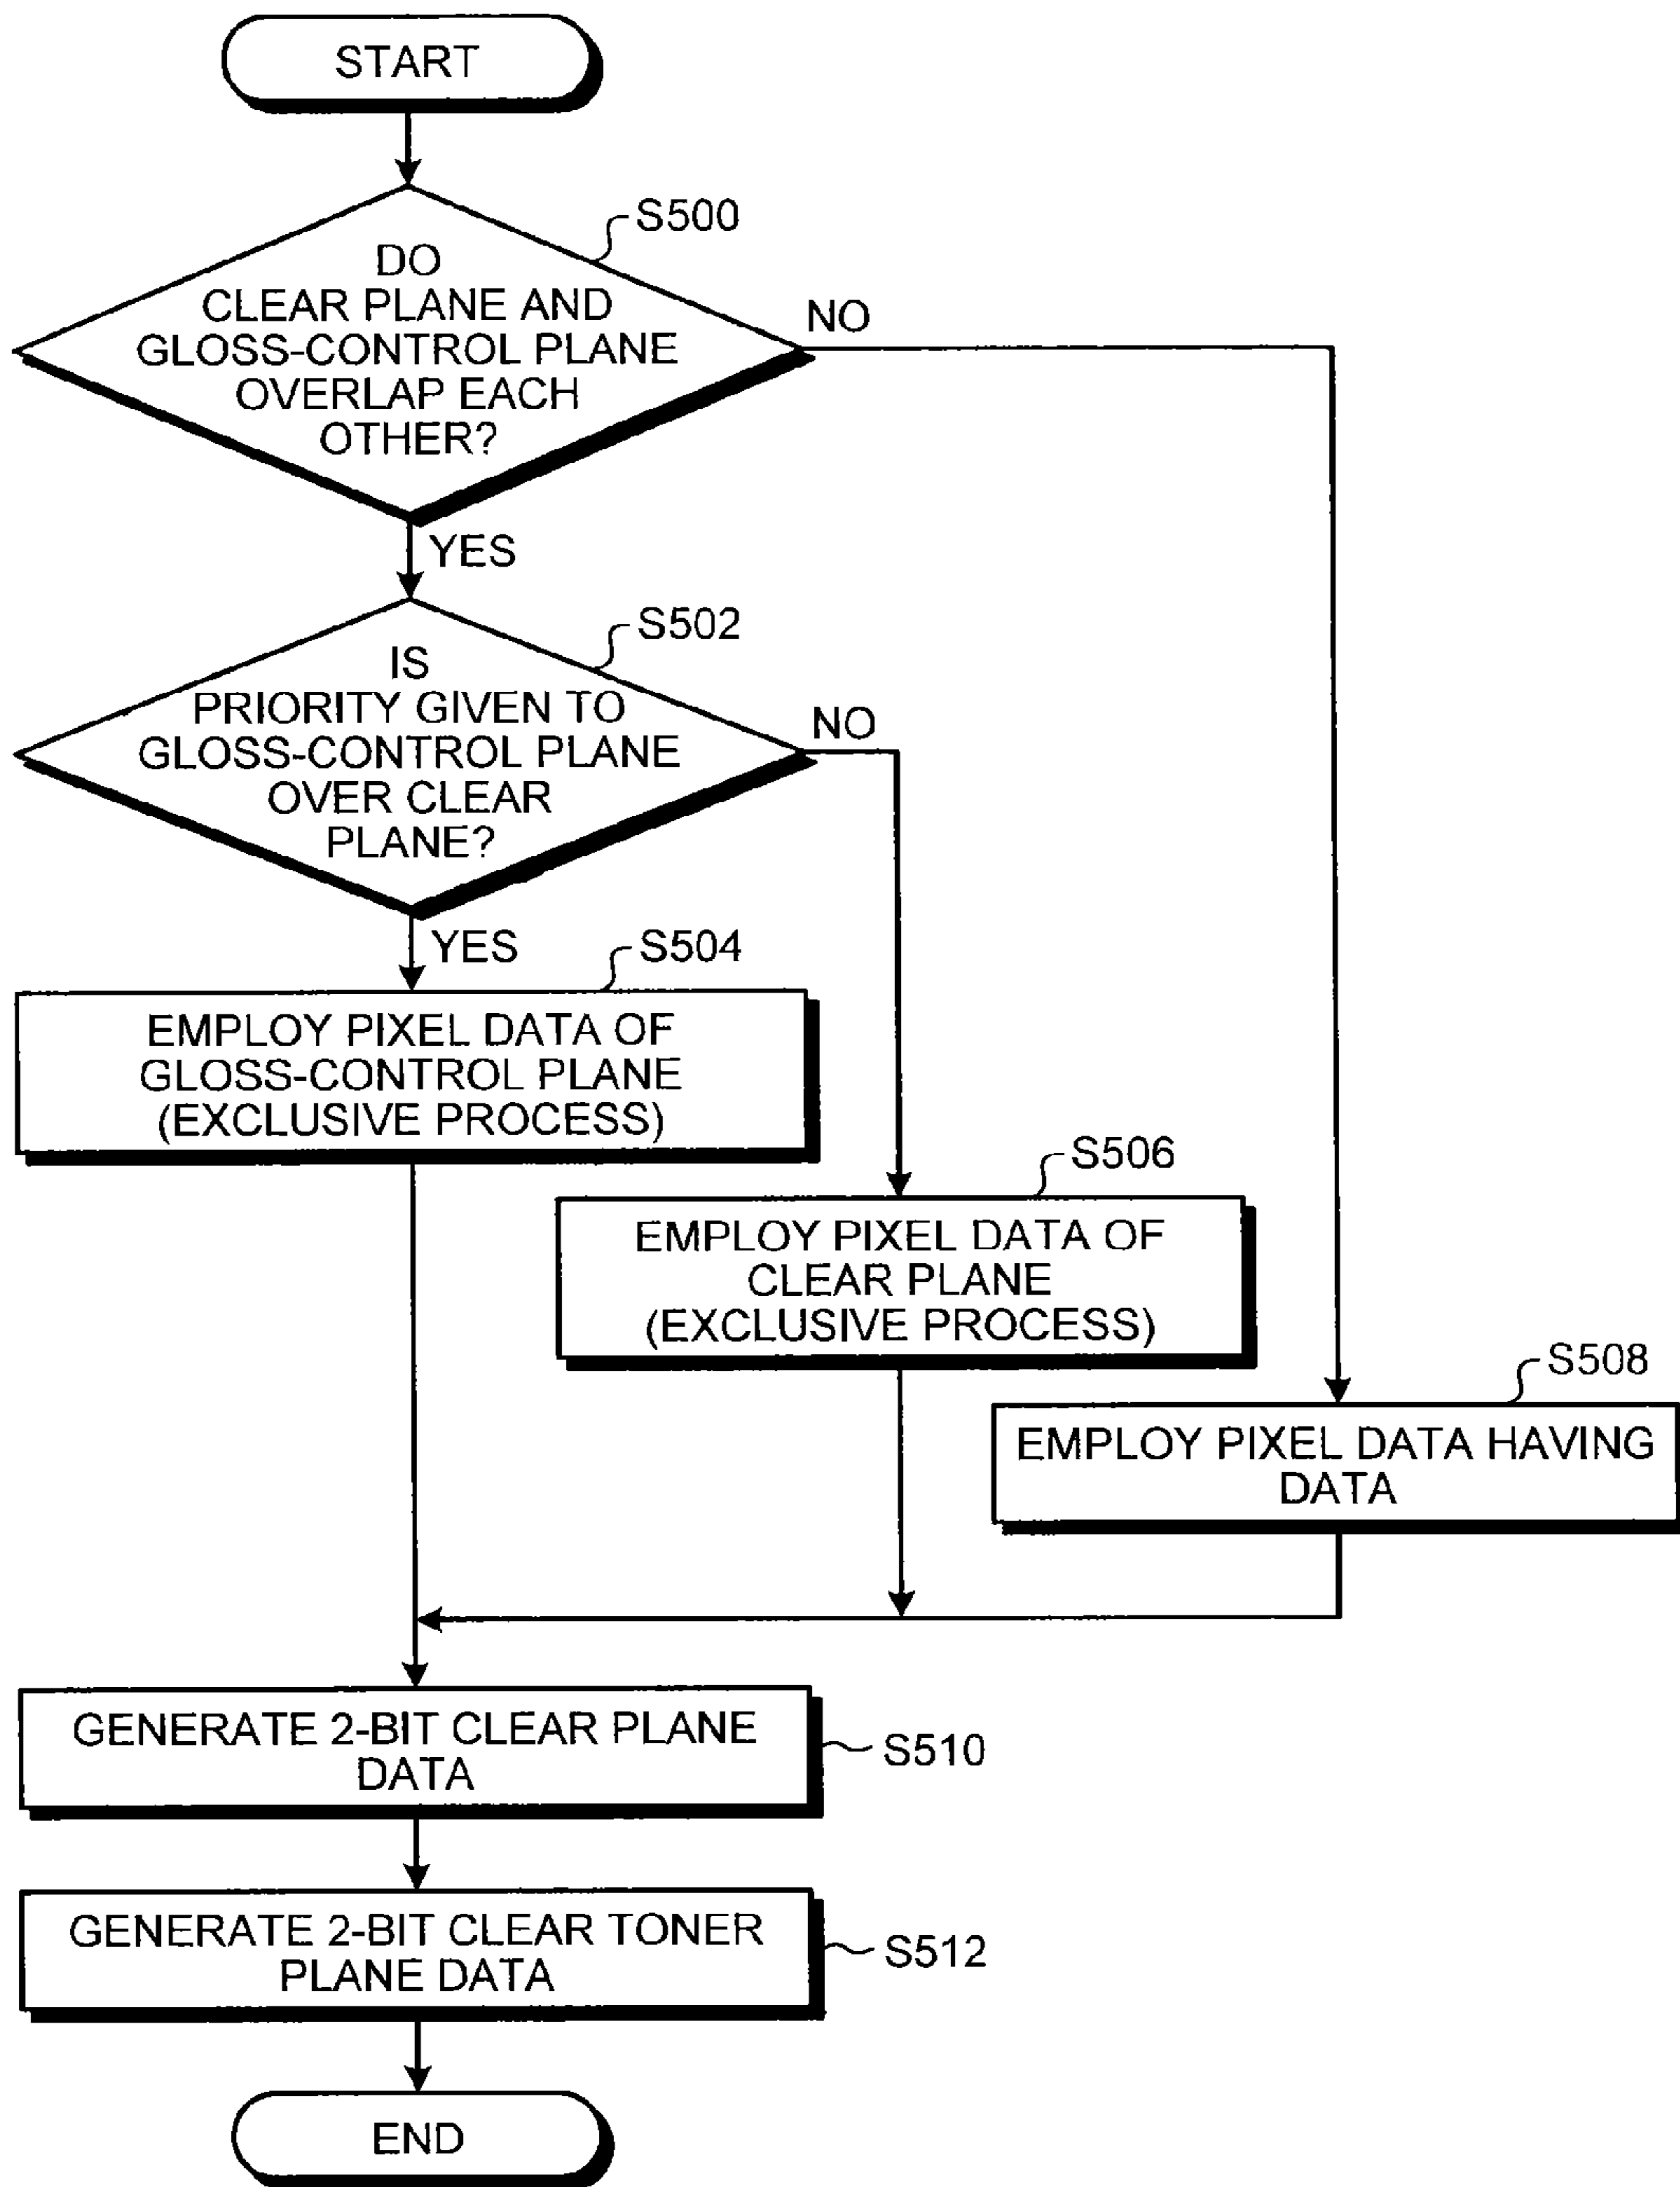 START
S500
DO
CLEAR PLANE AND
GLOSS-CONTROL PLANE
OVERLAP EACH
OTHER?
NO
YES
S502
IS
PRIORITY GIVEN TO
GLOSS-CONTROL PLANE
OVER CLEAR
PLANE?
NO
YES
S504
EMPLOY PIXEL DATA OF
GLOSS-CONTROL PLANE
(EXCLUSIVE PROCESS)
S506
EMPLOY PIXEL DATA OF
CLEAR PLANE
(EXCLUSIVE PROCESS)
S508
EMPLOY PIXEL DATA HAVING
DATA
GENERATE 2-BIT CLEAR PLANE
DATA
S510
GENERATE 2-BIT CLEAR TONER
PLANE DATA
S512
END